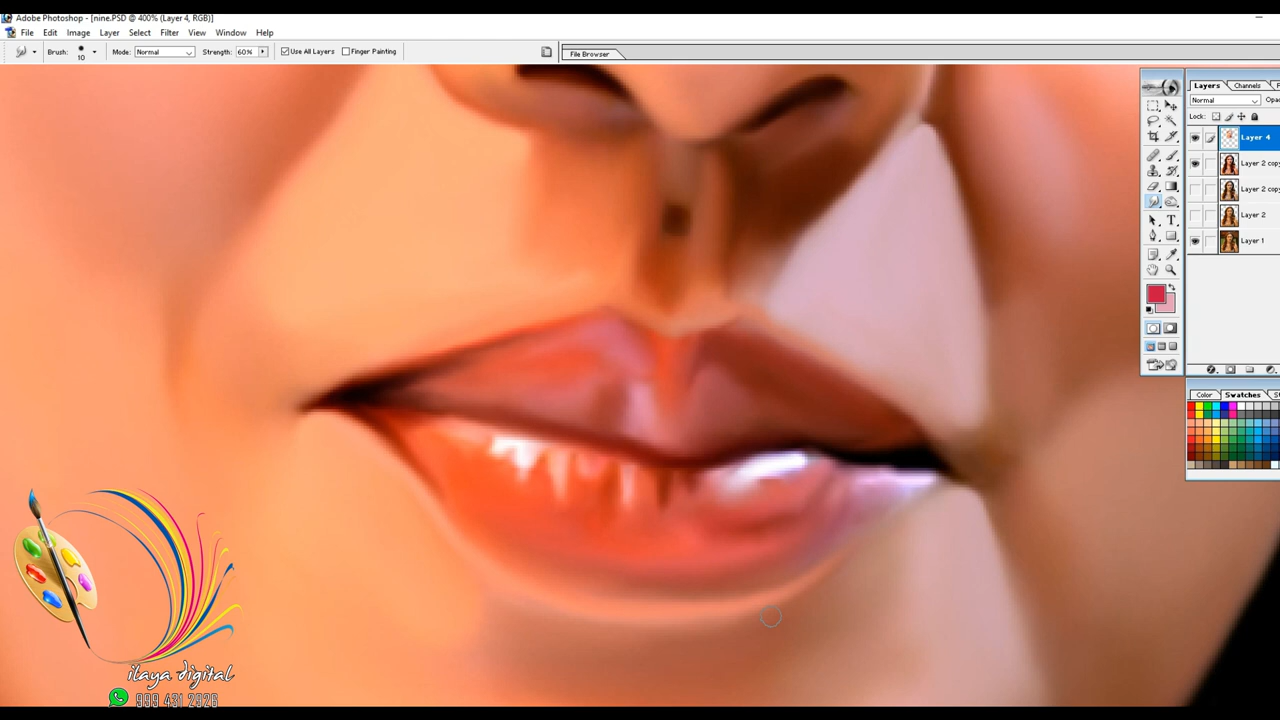 Adobe Photoshop - [nine.PSD @ 400% (Layer 4, RGB)]
File Edit Image Layer Select Filter View Window Help
Brush: 10 Mode: Normal Strength: 60% Use All Layers Finger Painting File Browser
Layers Channels
Normal
Lock:
Layer 4
Layer 2 copy
Layer 2 copy
Layer 2
Layer 1
Color Swatches
ilaya digital
999 431 2926